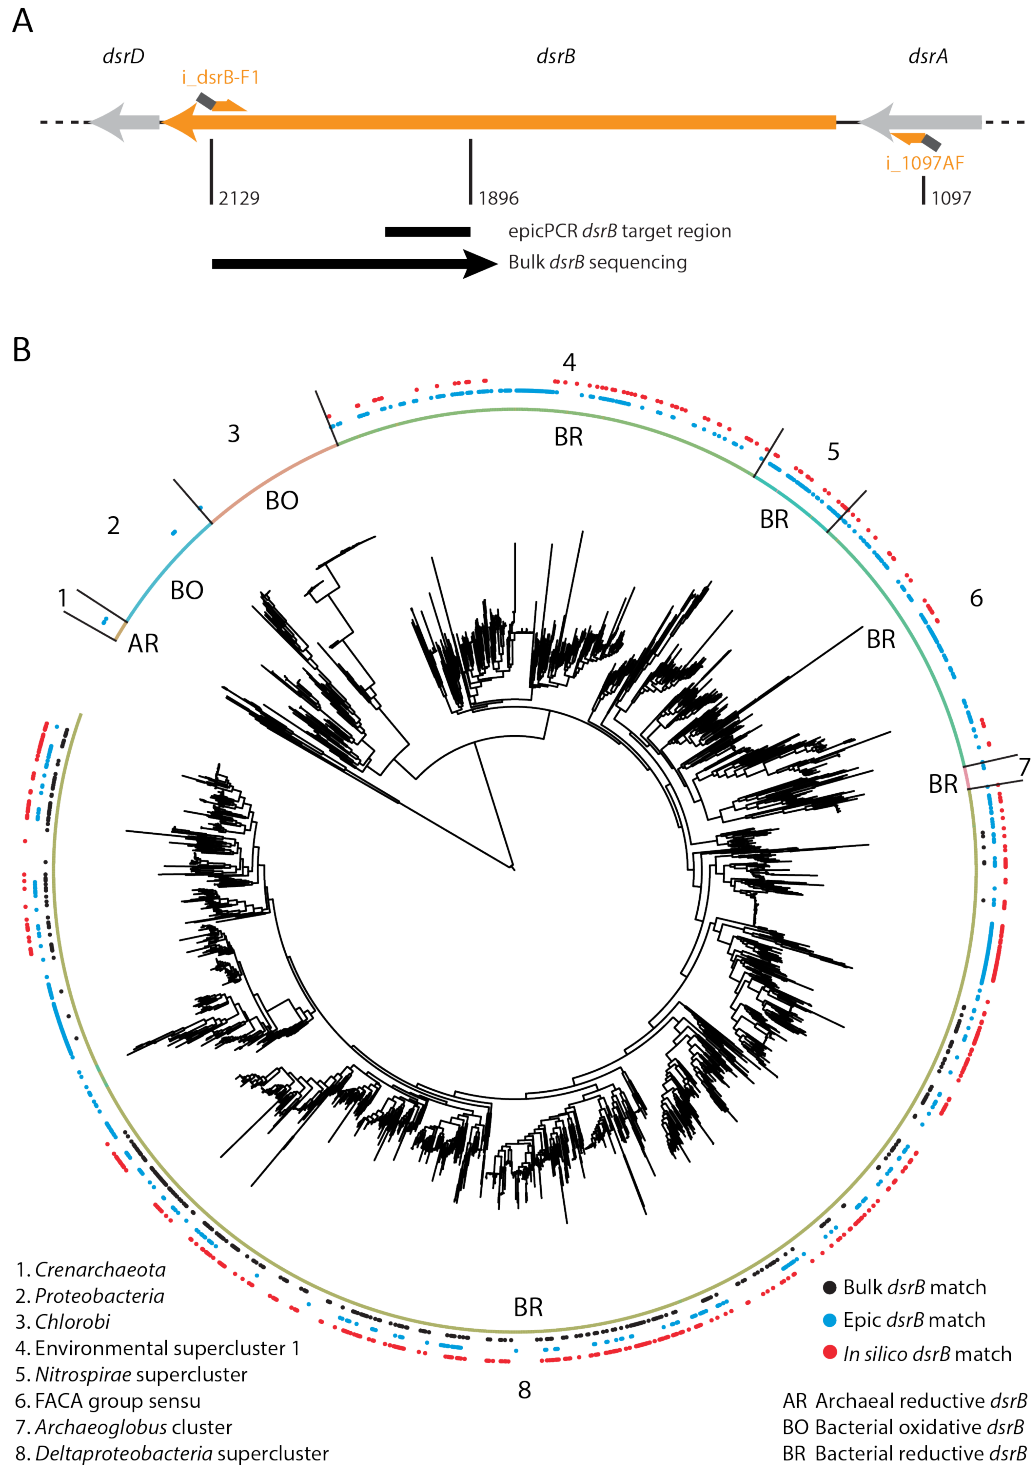 A
dsrD
dsrB
dsrA
i_dsrB-F1
i_1097AF
2129
1896
1097
epicPCR dsrB target region
Bulk dsrB sequencing
B
4
3
BR
5
BO
BR
2
BO
6
1
AR
BR
7
BR
BR
8
1. Crenarchaeota
2. Proteobacteria
3. Chlorobi
4. Environmental supercluster 1
5. Nitrospirae supercluster
6. FACA group sensu
7. Archaeoglobus cluster
8. Deltaproteobacteria supercluster
Bulk dsrB match
Epic dsrB match
In silico dsrB match
AR Archaeal reductive dsrB
BO Bacterial oxidative dsrB
BR Bacterial reductive dsrB